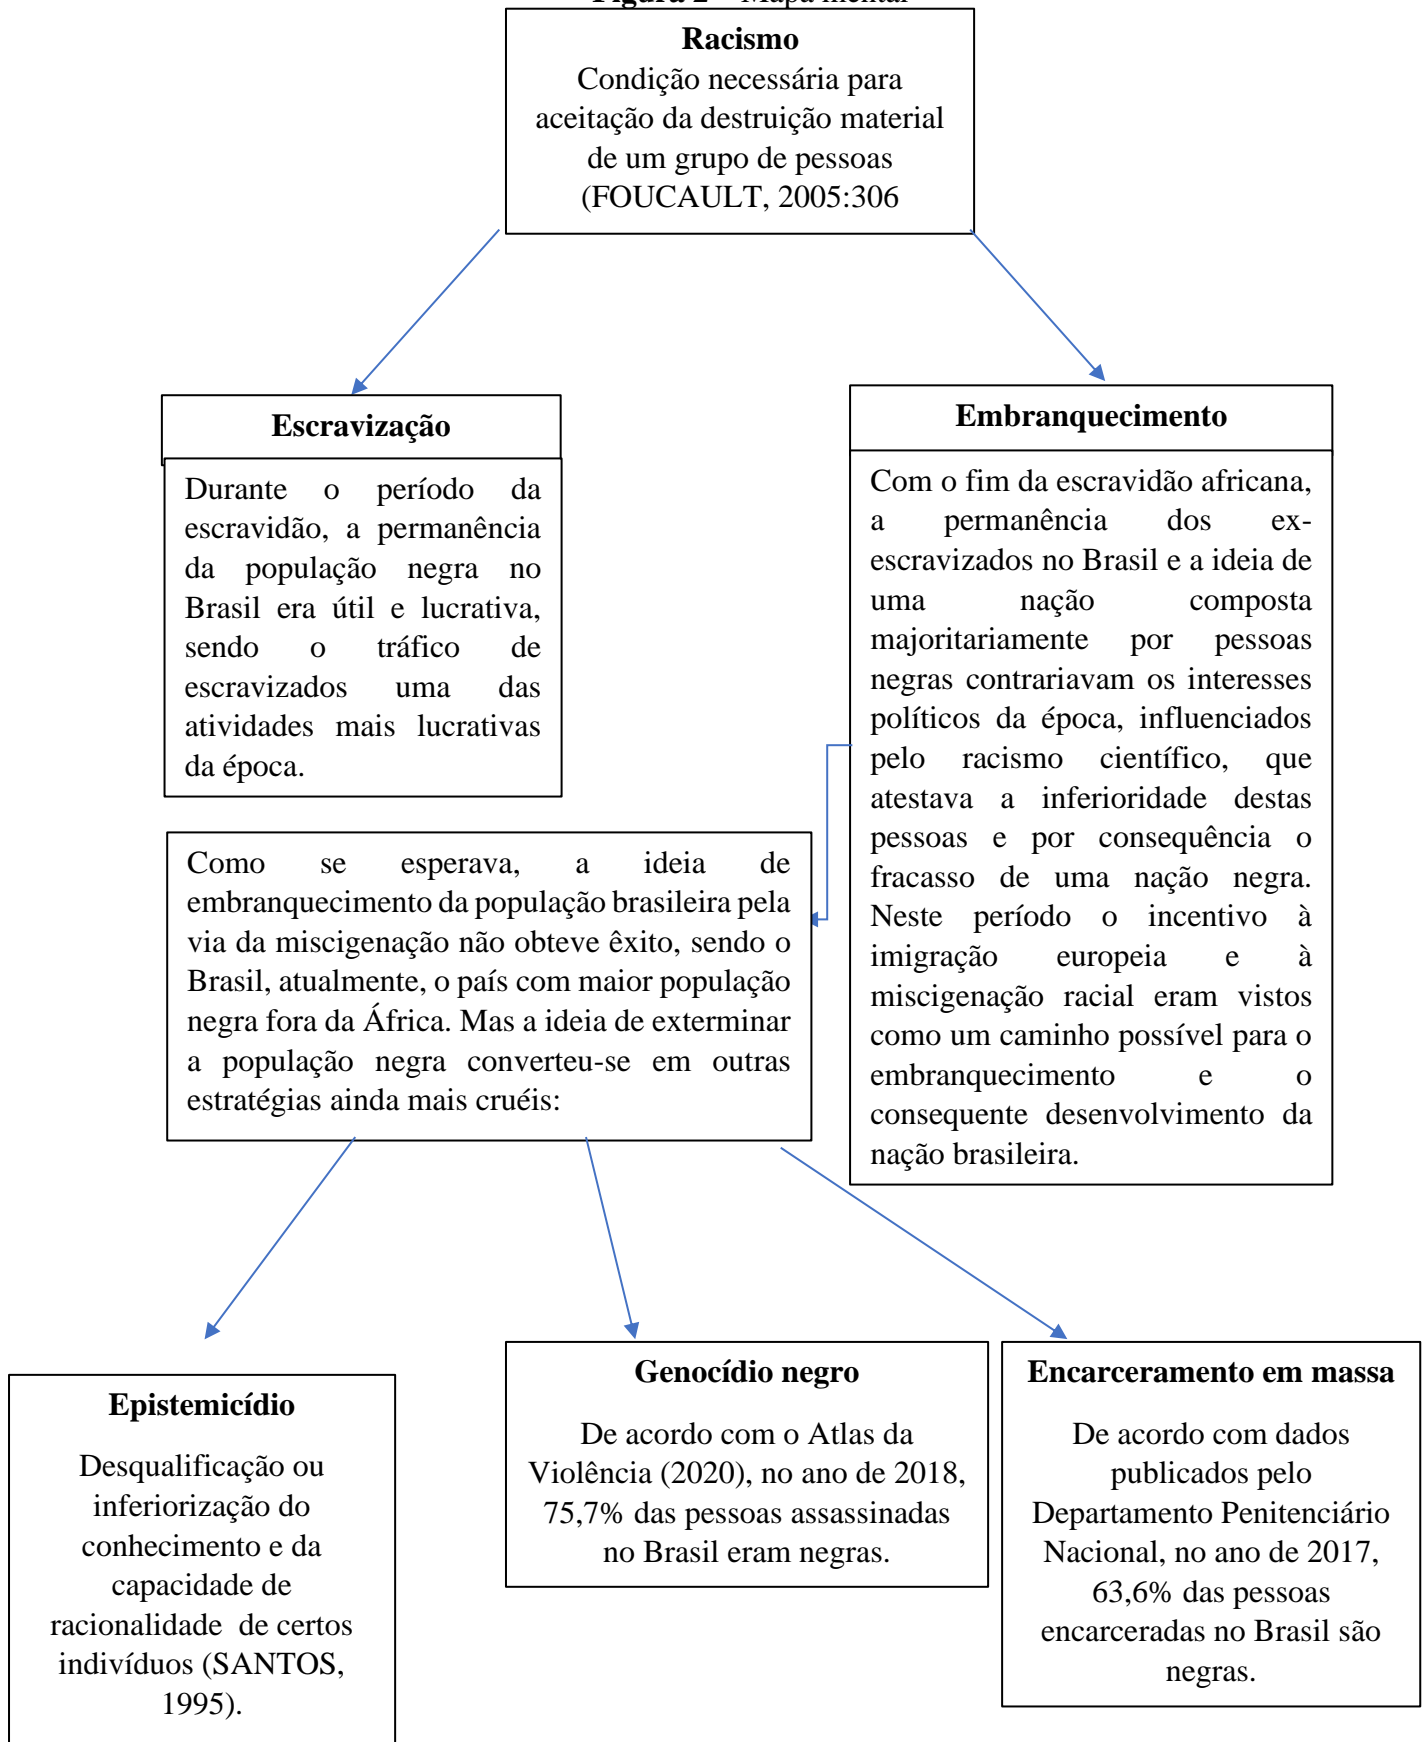 Figura 2 – Mapa mental
Racismo
Condição necessária para
aceitação da destruição material
de um grupo de pessoas
(FOUCAULT, 2005:306
Escravização
Durante o período da
escravidão, a permanência
da população negra no
Brasil era útil e lucrativa,
sendo o tráfico de
escravizados uma das
atividades mais lucrativas
da época.
Embranquecimento
Com o fim da escravidão africana,
a permanência dos ex-
escravizados no Brasil e a ideia de
uma nação composta
majoritariamente por pessoas
negras contrariavam os interesses
políticos da época, influenciados
pelo racismo científico, que
atestava a inferioridade destas
pessoas e por consequência o
fracasso de uma nação negra.
Neste período o incentivo à
imigração europeia e à
miscigenação racial eram vistos
como um caminho possível para o
embranquecimento e o
consequente desenvolvimento da
nação brasileira.
Como se esperava, a ideia de
embranquecimento da população brasileira pela
via da miscigenação não obteve êxito, sendo o
Brasil, atualmente, o país com maior população
negra fora da África. Mas a ideia de exterminar
a população negra converteu-se em outras
estratégias ainda mais cruéis:
Epistemicídio
Desqualificação ou
inferiorização do
conhecimento e da
capacidade de
racionalidade de certos
indivíduos (SANTOS,
1995).
Genocídio negro
De acordo com o Atlas da
Violência (2020), no ano de 2018,
75,7% das pessoas assassinadas
no Brasil eram negras.
Encarceramento em massa
De acordo com dados
publicados pelo
Departamento Penitenciário
Nacional, no ano de 2017,
63,6% das pessoas
encarceradas no Brasil são
negras.